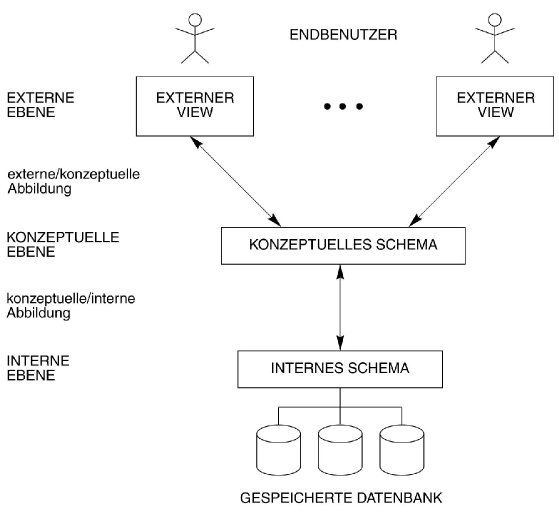 ENDBENUTZER
EXTERNE
EBENE
EXTERNER
VIEW
EXTERNER
VIEW
externe/konzeptuelle
Abbildung
KONZEPTUELLE
EBENE
KONZEPTUELLES SCHEMA
konzeptuelle/interne
Abbildung
INTERNE
EBENE
INTERNES SCHEMA
GESPEICHERTE DATENBANK